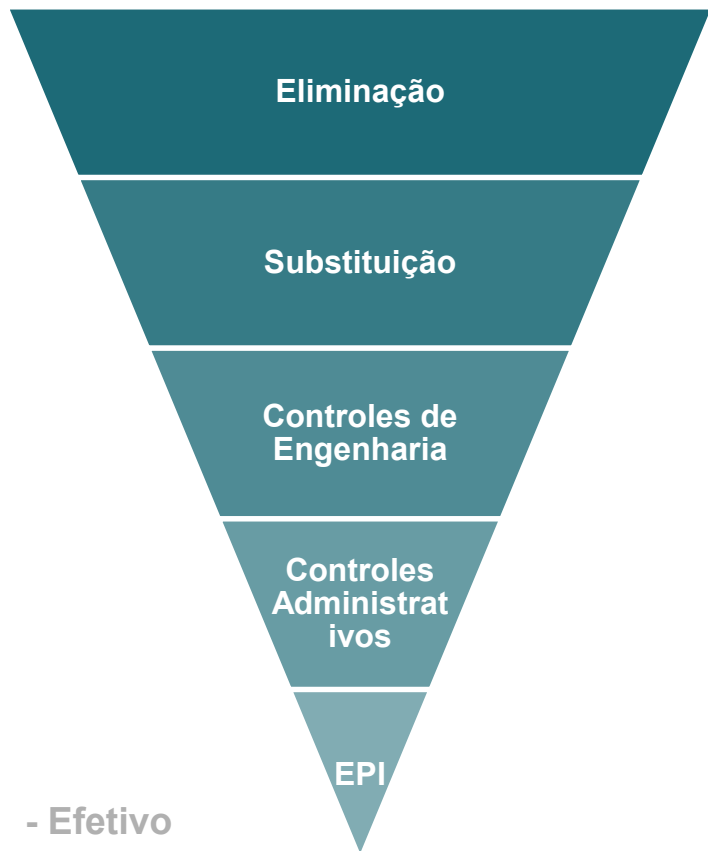 Eliminação
Substituição
Controles de
Engenharia
Controles
Administrat
ivos
EPI
- Efetivo